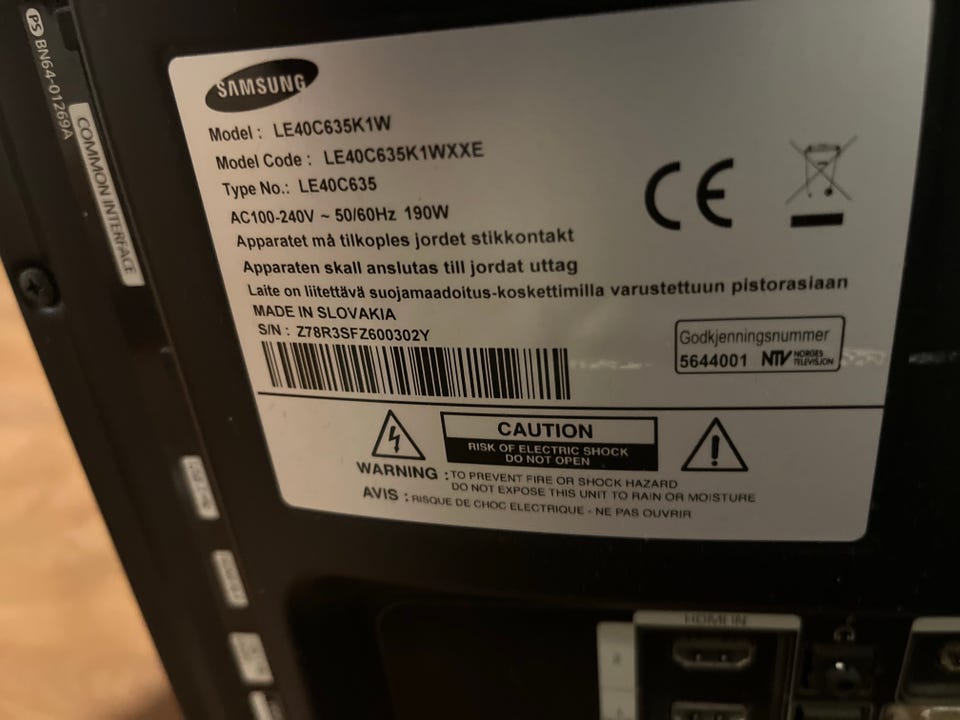 PS BN64-01269A
COMMON INTERFACE
SAMSUNG
Model : LE40C635K1W
Model Code : LE40C635K1WXXE
Type No.: LE40C635
AC100-240V ~ 50/60Hz 190W
Apparatet må tilkoples jordet stikkontakt
Apparaten skall anslutas till jordat uttag
Laite on liitettävä suojamaadoitus-koskettimilla varustettuun pistorasiaan
MADE IN SLOVAKIA
S/N : Z78R3SFZ600302Y
CE
Godkjenningsnummer
5644001 NTV NORGES
TELEVISJON
CAUTION
RISK OF ELECTRIC SHOCK
DO NOT OPEN
WARNING : TO PREVENT FIRE OR SHOCK HAZARD
DO NOT EXPOSE THIS UNIT TO RAIN OR MOISTURE
AVIS : RISQUE DE CHOC ELECTRIQUE - NE PAS OUVRIR
HDMI IN